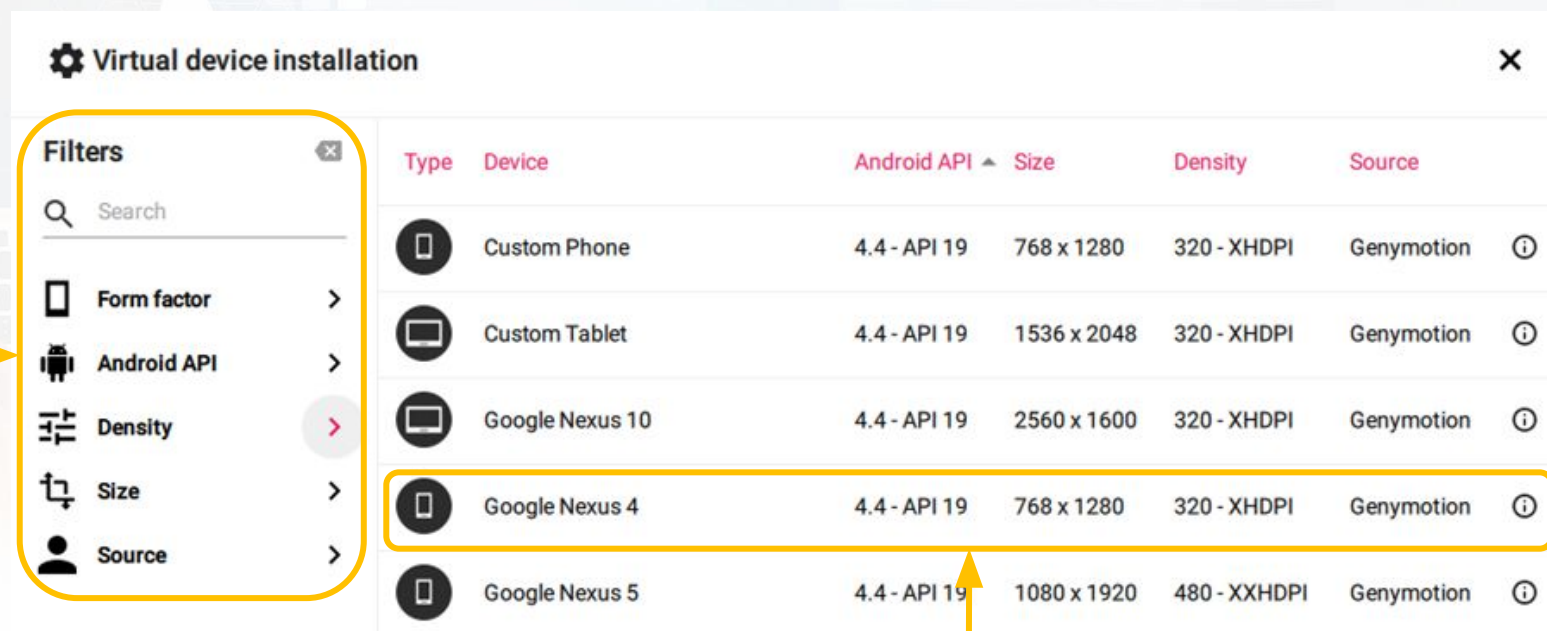 Virtual device installation
Filters
Search
Form factor
Android API
Density
Size
Source
Type Device Android API Size Density Source
Custom Phone 4.4 - API 19 768 x 1280 320 - XHDPI Genymotion
Custom Tablet 4.4 - API 19 1536 x 2048 320 - XHDPI Genymotion
Google Nexus 10 4.4 - API 19 2560 x 1600 320 - XHDPI Genymotion
Google Nexus 4 4.4 - API 19 768 x 1280 320 - XHDPI Genymotion
Google Nexus 5 4.4 - API 19 1080 x 1920 480 - XXHDPI Genymotion